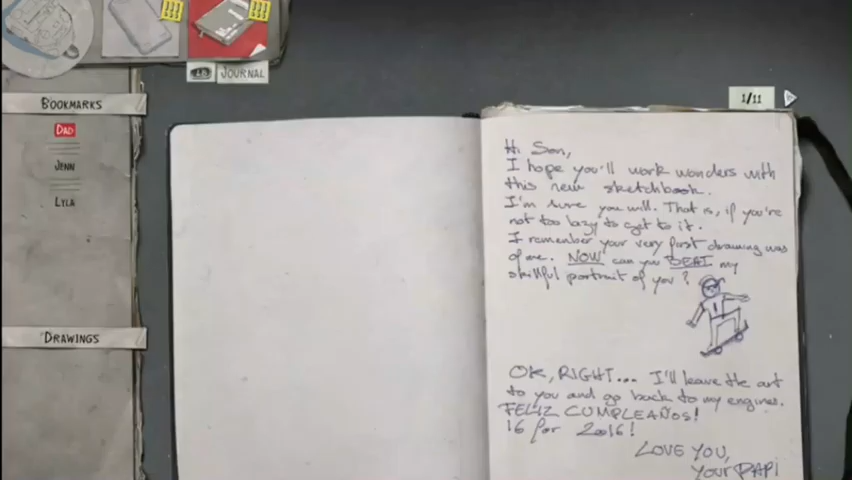 JOURNAL
BOOKMARKS
DAD
JENN
LYLA
DRAWINGS
1/11
Hi Son,
I hope you'll work wonders with
this new sketchbook.
I'm sure you will. That is, if you're
not too lazy to get to it.
I remember your very first drawing was
of me. NOW can you BEAT my
skillful portrait of you?
OK, RIGHT... I'll leave the art
to you and go back to my engines.
FELIZ CUMPLEAÑOS!
16 for 2016!
LOVE YOU,
YOUR PAPI